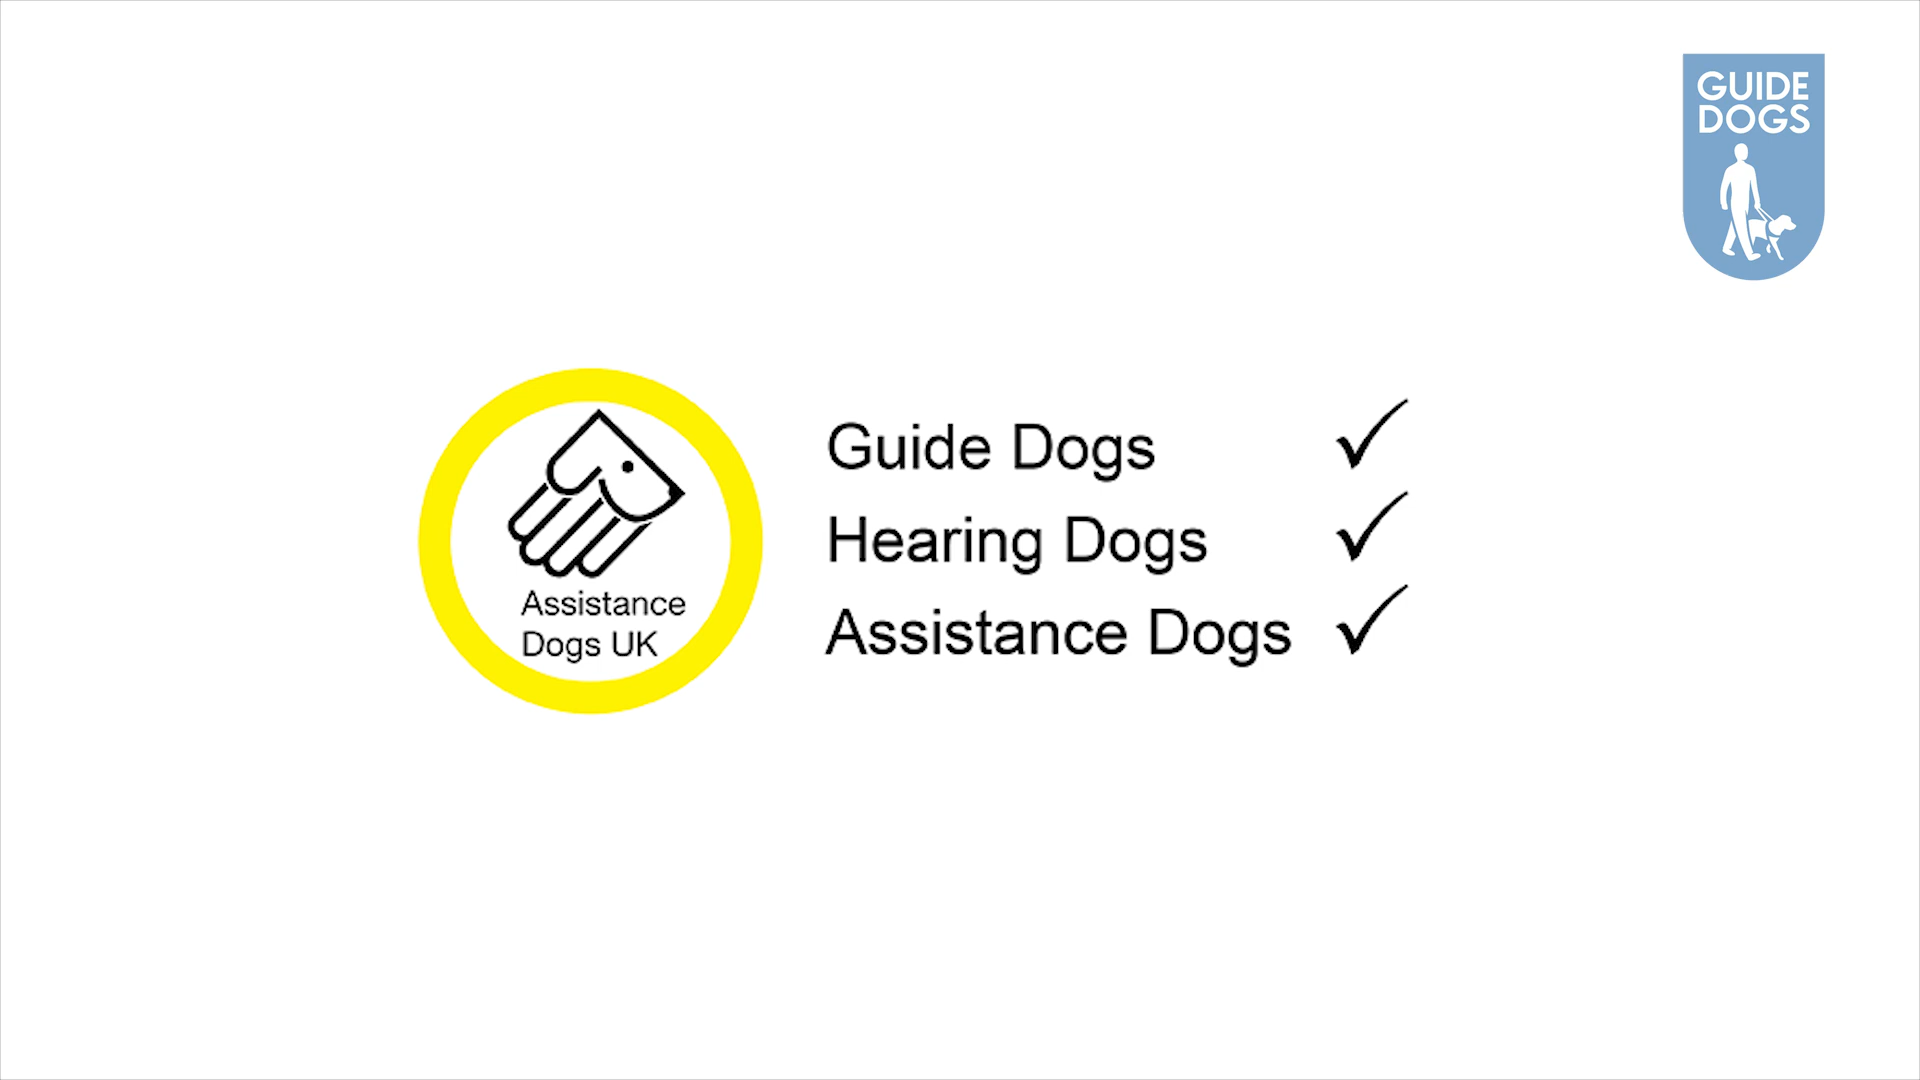 GUIDE
DOGS
Assistance
Dogs UK
Guide Dogs ✓
Hearing Dogs ✓
Assistance Dogs ✓